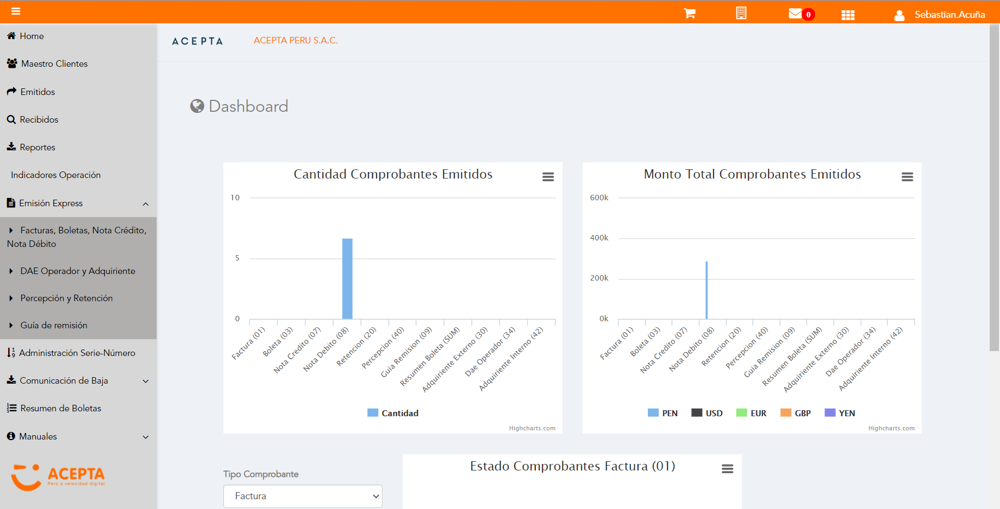 0
Sebastian.Acuña
Home
Maestro Clientes
Emitidos
Recibidos
Reportes
Indicadores Operación
Emisión Express
Facturas, Boletas, Nota Crédito,
Nota Débito
DAE Operador y Adquiriente
Percepción y Retención
Guía de remisión
Administración Serie-Número
Comunicación de Baja
Resumen de Boletas
Manuales
ACEPTA
Perú a velocidad digital
ACEPTA
ACEPTA PERU S.A.C.
Dashboard
Cantidad Comprobantes Emitidos
10
5
0
Factura (01)
Boleta (03)
Nota Credito (07)
Nota Debito (08)
Retencion (20)
Percepcion (40)
Guia Remision (09)
Resumen Boleta (SUM)
Adquiriente Externo (30)
Dae Operador (34)
Adquiriente Interno (42)
Cantidad
Highcharts.com
Monto Total Comprobantes Emitidos
600k
400k
200k
0k
Factura (01)
Boleta (03)
Nota Credito (07)
Nota Debito (08)
Retencion (20)
Percepcion (40)
Guia Remision (09)
Resumen Boleta (SUM)
Adquiriente Externo (30)
Dae Operador (34)
Adquiriente Interno (42)
PEN USD EUR GBP YEN
Highcharts.com
Tipo Comprobante
Factura
Estado Comprobantes Factura (01)